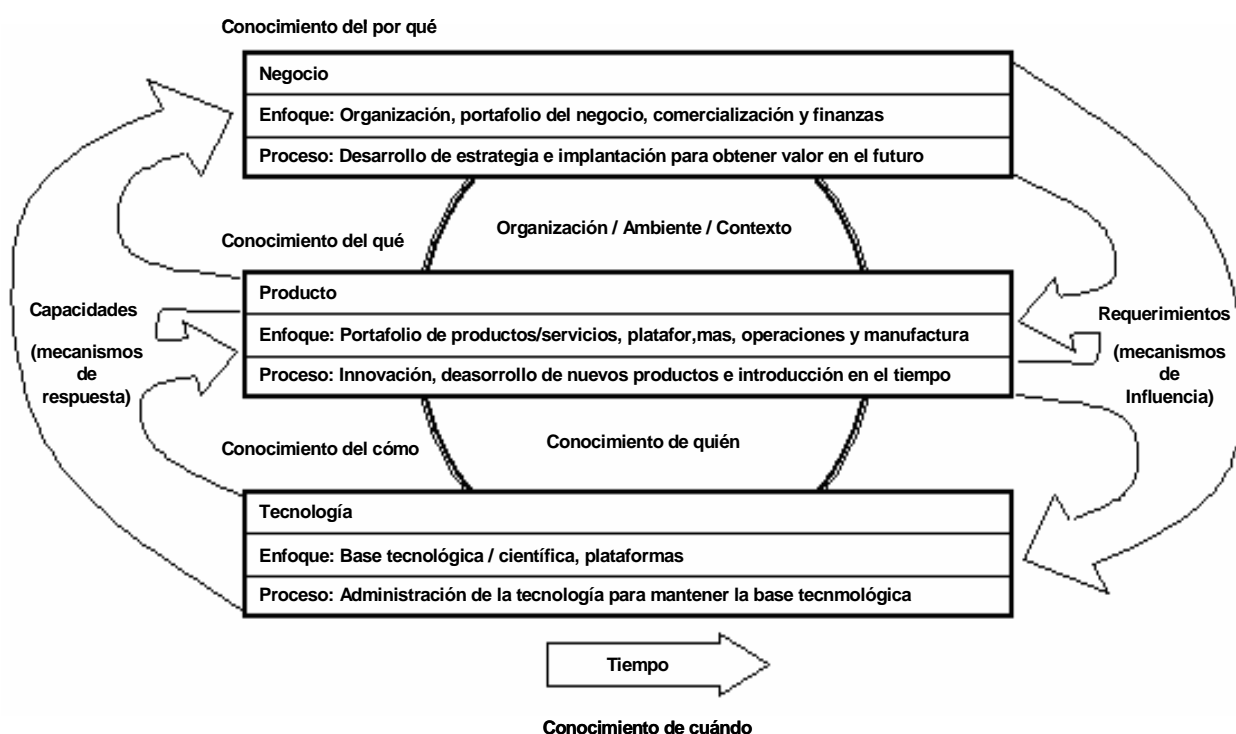 Conocimiento del por qué
Negocio
Enfoque: Organización, portafolio del negocio, comercialización y finanzas
Proceso: Desarrollo de estrategia e implantación para obtener valor en el futuro
Organización / Ambiente / Contexto
Conocimiento del qué
Producto
Enfoque: Portafolio de productos/servicios, platafor,mas, operaciones y manufactura
Proceso: Innovación, deasorrollo de nuevos productos e introducción en el tiempo
Capacidades
(mecanismos
de
respuesta)
Requerimientos
(mecanismos
de
Influencia)
Conocimiento del cómo
Conocimiento de quién
Tecnología
Enfoque: Base tecnológica / científica, plataformas
Proceso: Administración de la tecnología para mantener la base tecnmológica
Tiempo
Conocimiento de cuándo